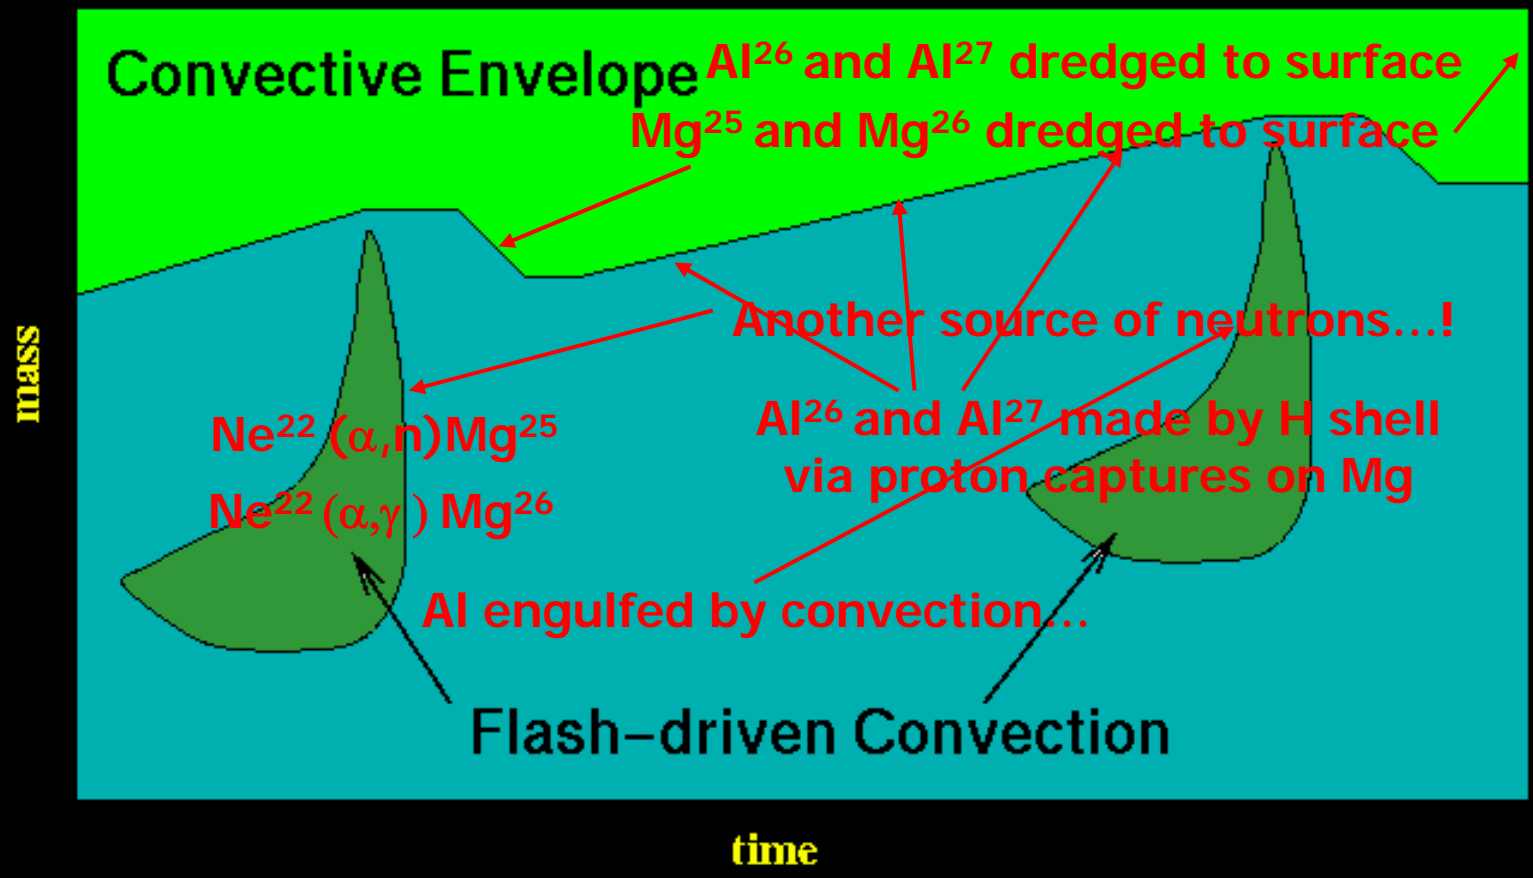 Convective Envelope
Al²⁶ and Al²⁷ dredged to surface
Mg²⁵ and Mg²⁶ dredged to surface
Another source of neutrons…!
Ne²² (α,n)Mg²⁵
Ne²² (α,γ) Mg²⁶
Al²⁶ and Al²⁷ made by H shell
via proton captures on Mg
Al engulfed by convection…
Flash-driven Convection
mass
time